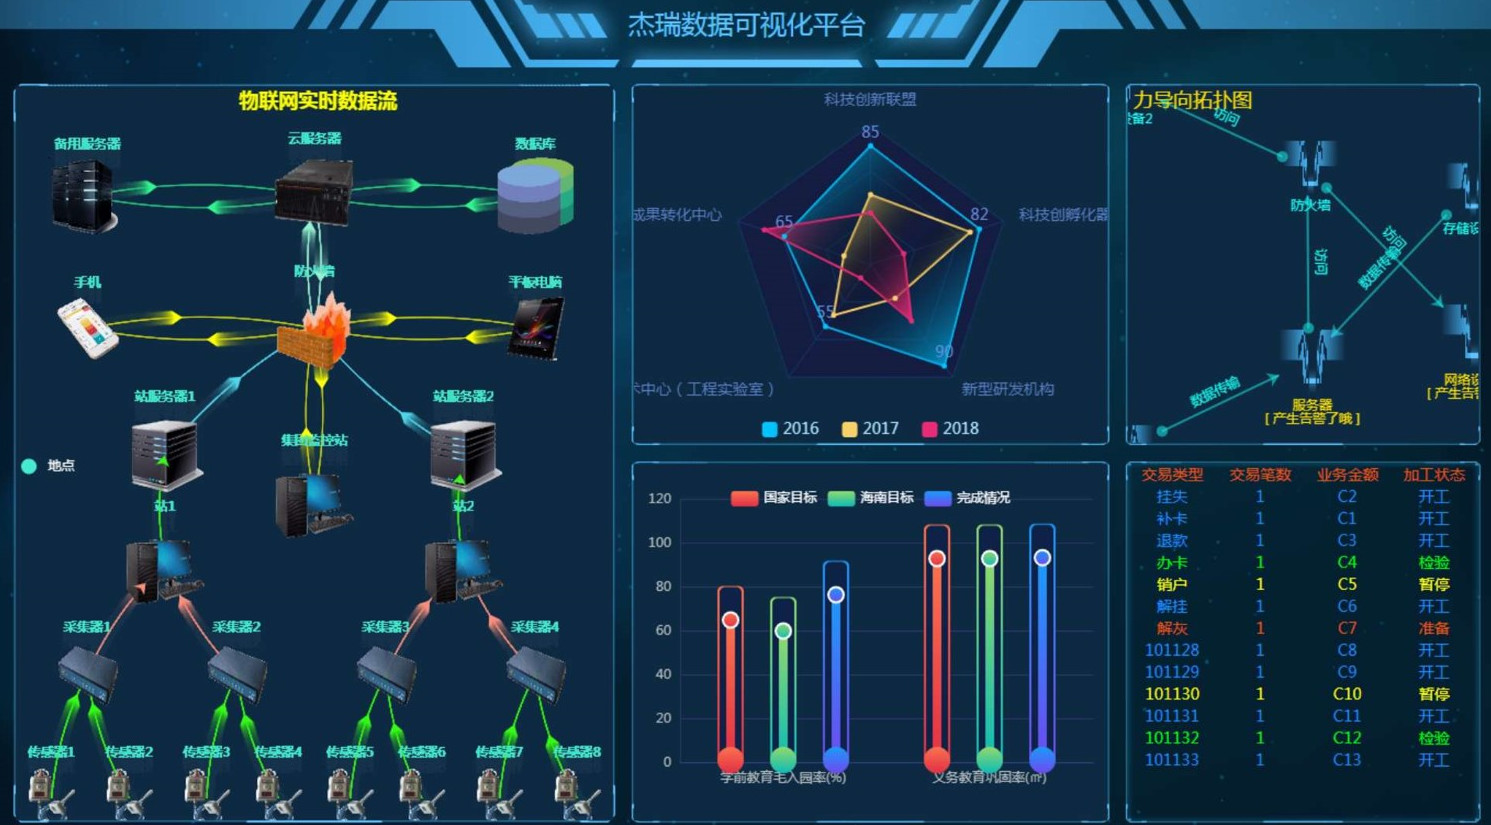 杰瑞数据可视化平台
物联网实时数据流
备用服务器
云服务器
数据库
防火墙
手机
平板电脑
站服务器1
站服务器2
集团监控站
地点
站1
站2
采集器1
采集器2
采集器3
采集器4
传感器1
传感器2
传感器3
传感器4
传感器5
传感器6
传感器7
传感器8
科技创新联盟
85
成果转化中心
65
82
科技创孵化器
55
90
术中心（工程实验室）
新型研发机构
2016
2017
2018
国家目标
海南目标
完成情况
120
100
80
60
40
20
0
学前教育毛入园率(%)
义务教育巩固率(㎡)
力导向拓扑图
设备2
访问
防火墙
存储设
访问
访问
数据传输
数据传输
服务器
[ 产生告警了哦 ]
网络设
[ 产生告警
交易类型 交易笔数 业务金额 加工状态
挂失 1 C2 开工
补卡 1 C1 开工
退款 1 C3 开工
办卡 1 C4 检验
销户 1 C5 暂停
解挂 1 C6 开工
解灰 1 C7 准备
101128 1 C8 开工
101129 1 C9 开工
101130 1 C10 暂停
101131 1 C11 开工
101132 1 C12 检验
101133 1 C13 开工